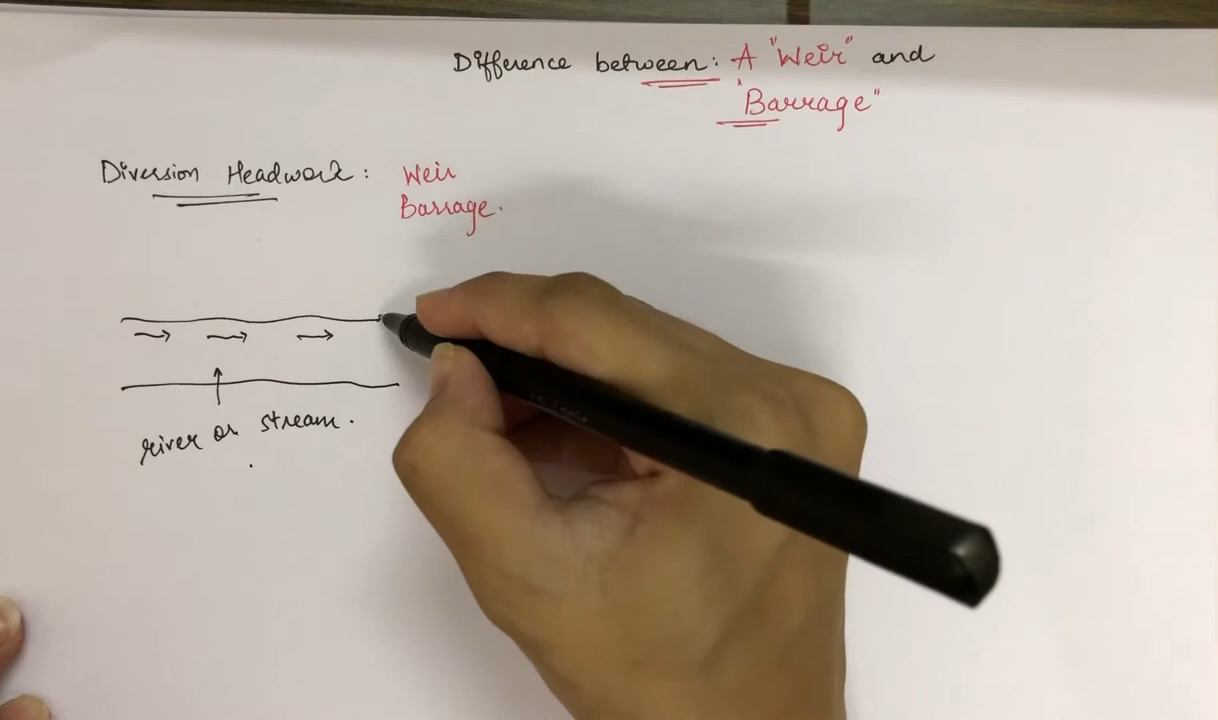 Difference between: A "Weir" and
"Barrage"
Diversion Headwork: Weir
Barrage.
river or stream.